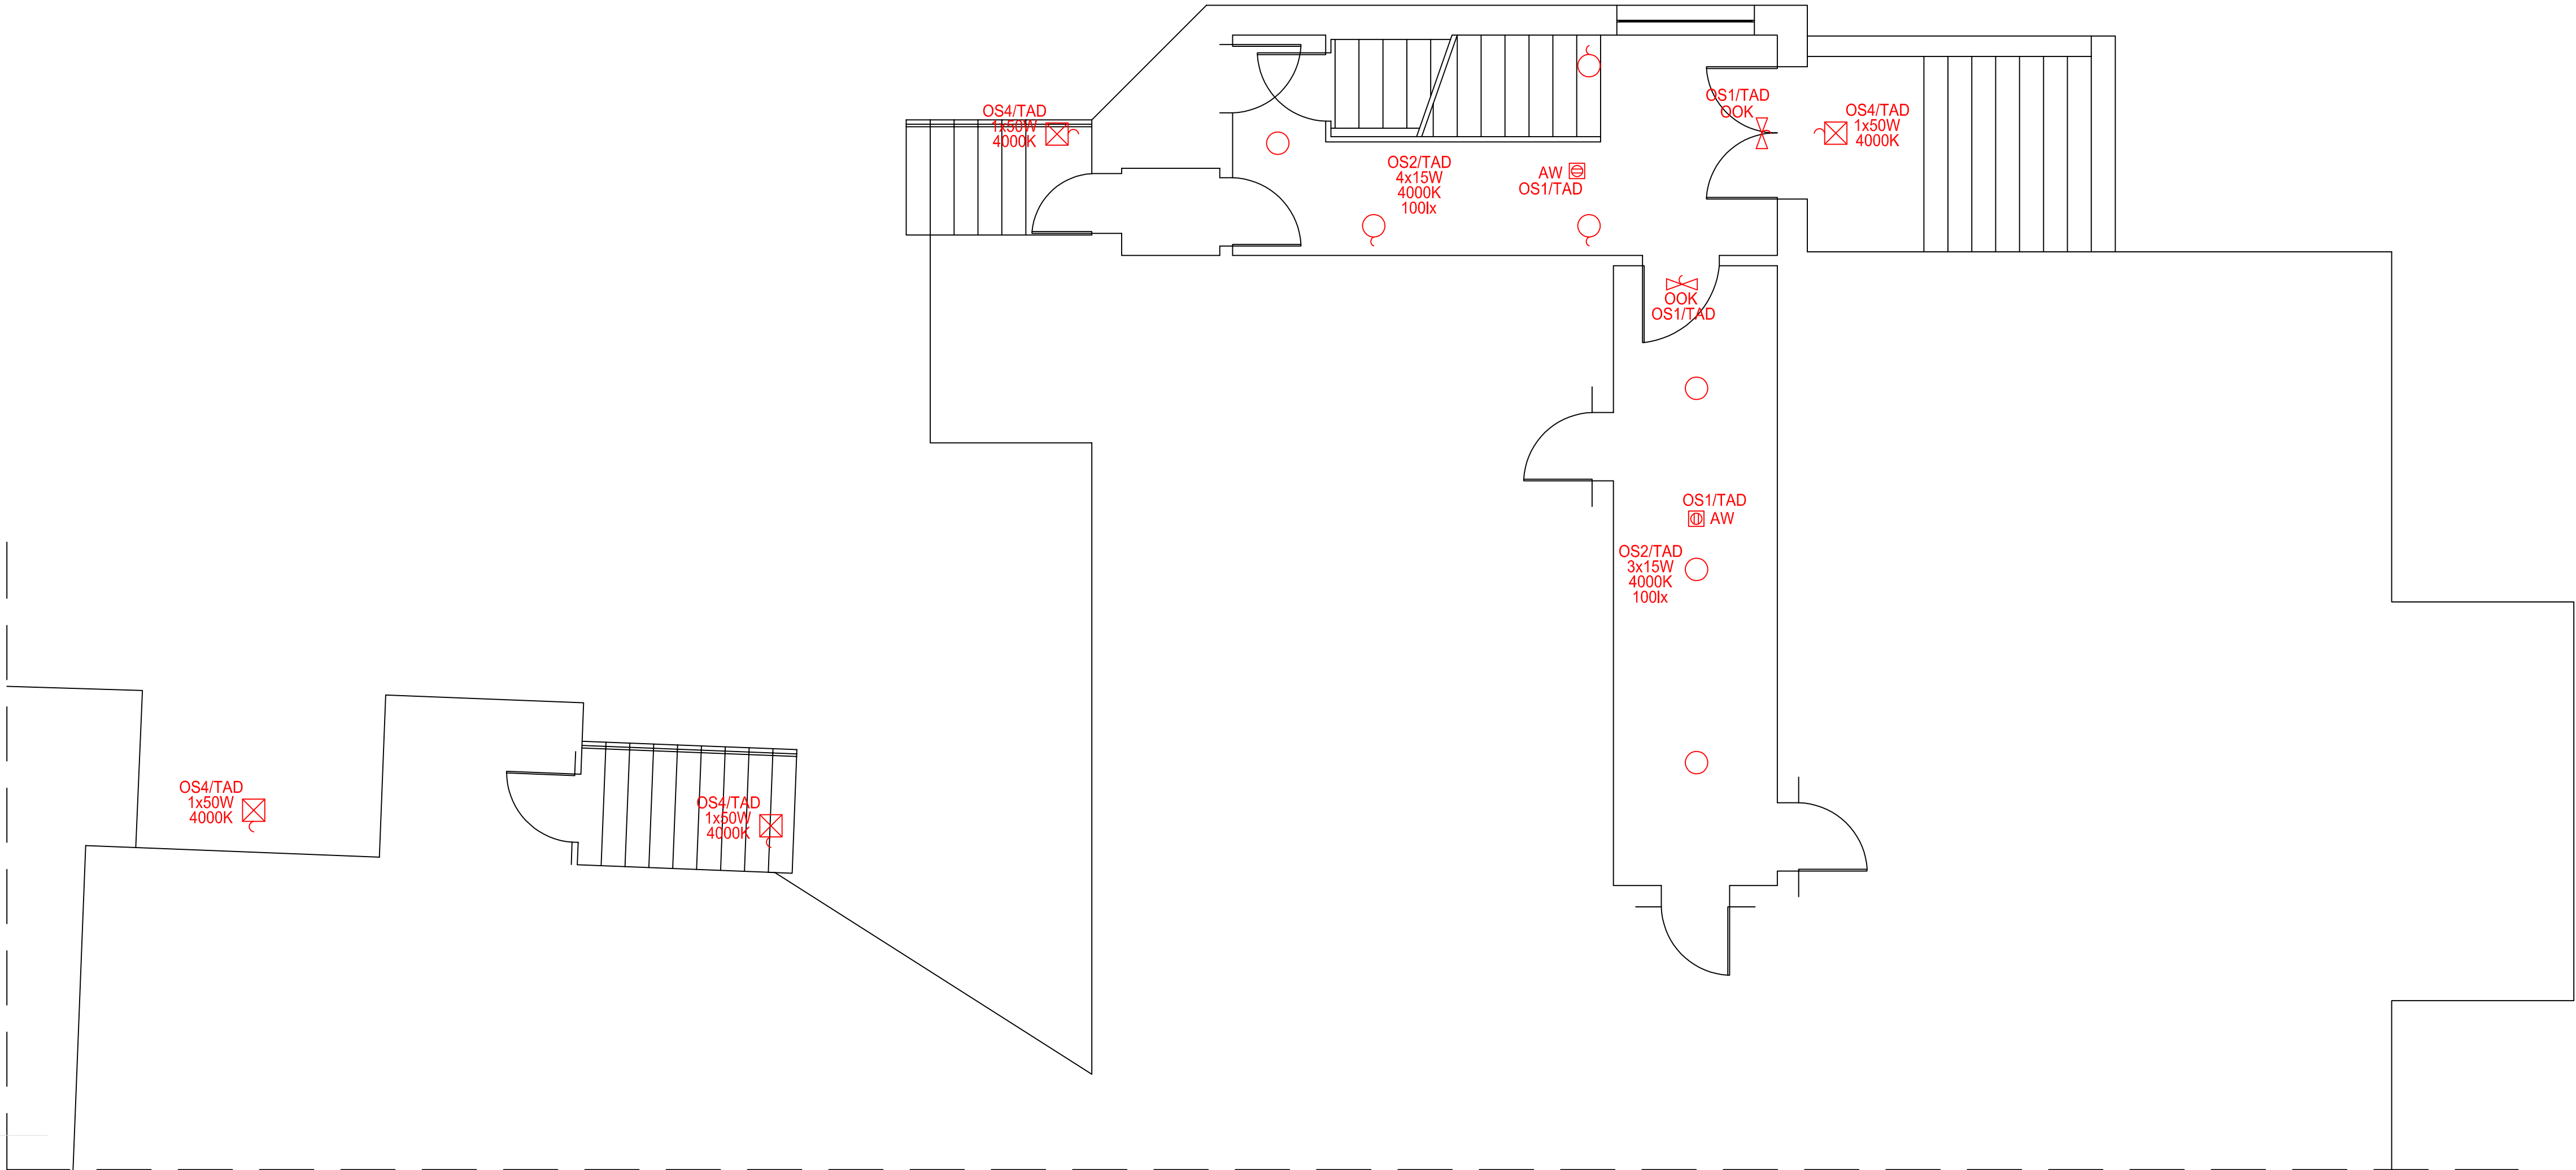 OS4/TAD
1x50W
4000K
OS1/TAD
OOK
OS4/TAD
1x50W
4000K
OS2/TAD
4x15W
4000K
100lx
AW
OS1/TAD
OOK
OS1/TAD
OS1/TAD
AW
OS2/TAD
3x15W
4000K
100lx
OS4/TAD
1x50W
4000K
OS4/TAD
1x50W
4000K